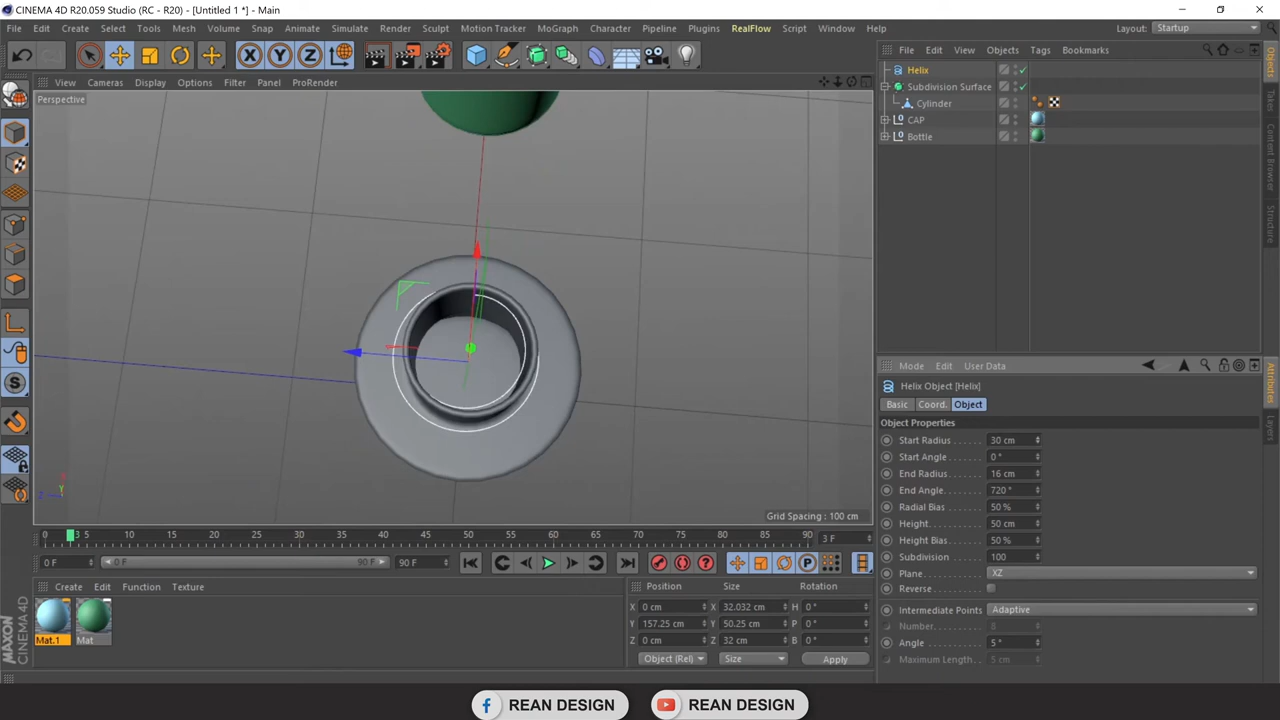 CINEMA 4D R20.059 Studio (RC - R20) - [Untitled 1 *] - Main
File Edit Create Select Tools Mesh Volume Snap Animate Simulate Render Sculpt Motion Tracker MoGraph Character Pipeline Plugins RealFlow Script Window Help
Layout: Startup
X Y Z
File Edit View Objects Tags Bookmarks
View Cameras Display Options Filter Panel ProRender
Perspective
Helix
Subdivision Surface
Cylinder
CAP
Bottle
Objects
Takes
Content Browser
Structure
Grid Spacing : 100 cm
Mode Edit User Data
Helix Object [Helix]
Basic Coord. Object
Object Properties
Start Radius 30 cm
Start Angle 0 °
End Radius 16 cm
End Angle 720 °
Radial Bias 50 %
Height 50 cm
Height Bias 50 %
Subdivision 100
Plane XZ
Reverse
Intermediate Points Adaptive
Number 8
Angle 5 °
Maximum Length 5 cm
Attributes
Layers
0 3 5 10 15 20 25 30 35 40 45 50 55 60 65 70 75 80 85 90 3 F
0 F 0 F 90 F 90 F
Create Edit Function Texture
Mat.1 Mat
Position Size Rotation
X 0 cm X 32.032 cm H 0 °
Y 157.25 cm Y 50.25 cm P 0 °
Z 0 cm Z 32 cm B 0 °
Object (Rel) Size Apply
MAXON CINEMA 4D
REAN DESIGN REAN DESIGN